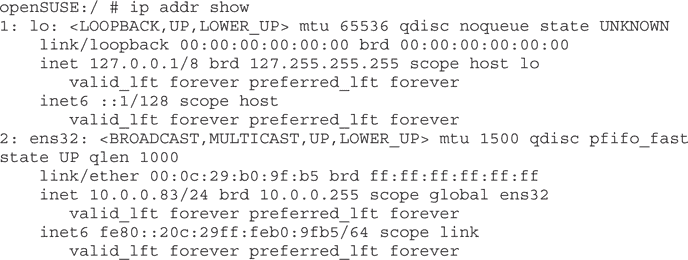 openSUSE:/ # ip addr show
1: lo: <LOOPBACK,UP,LOWER_UP> mtu 65536 qdisc noqueue state UNKNOWN
link/loopback 00:00:00:00:00:00 brd 00:00:00:00:00:00
inet 127.0.0.1/8 brd 127.255.255.255 scope host lo
valid_lft forever preferred_lft forever
inet6 ::1/128 scope host
valid_lft forever preferred_lft forever
2: ens32: <BROADCAST,MULTICAST,UP,LOWER_UP> mtu 1500 qdisc pfifo_fast
state UP qlen 1000
link/ether 00:0c:29:b0:9f:b5 brd ff:ff:ff:ff:ff:ff
inet 10.0.0.83/24 brd 10.0.0.255 scope global ens32
valid_lft forever preferred_lft forever
inet6 fe80::20c:29ff:feb0:9fb5/64 scope link
valid_lft forever preferred_lft forever